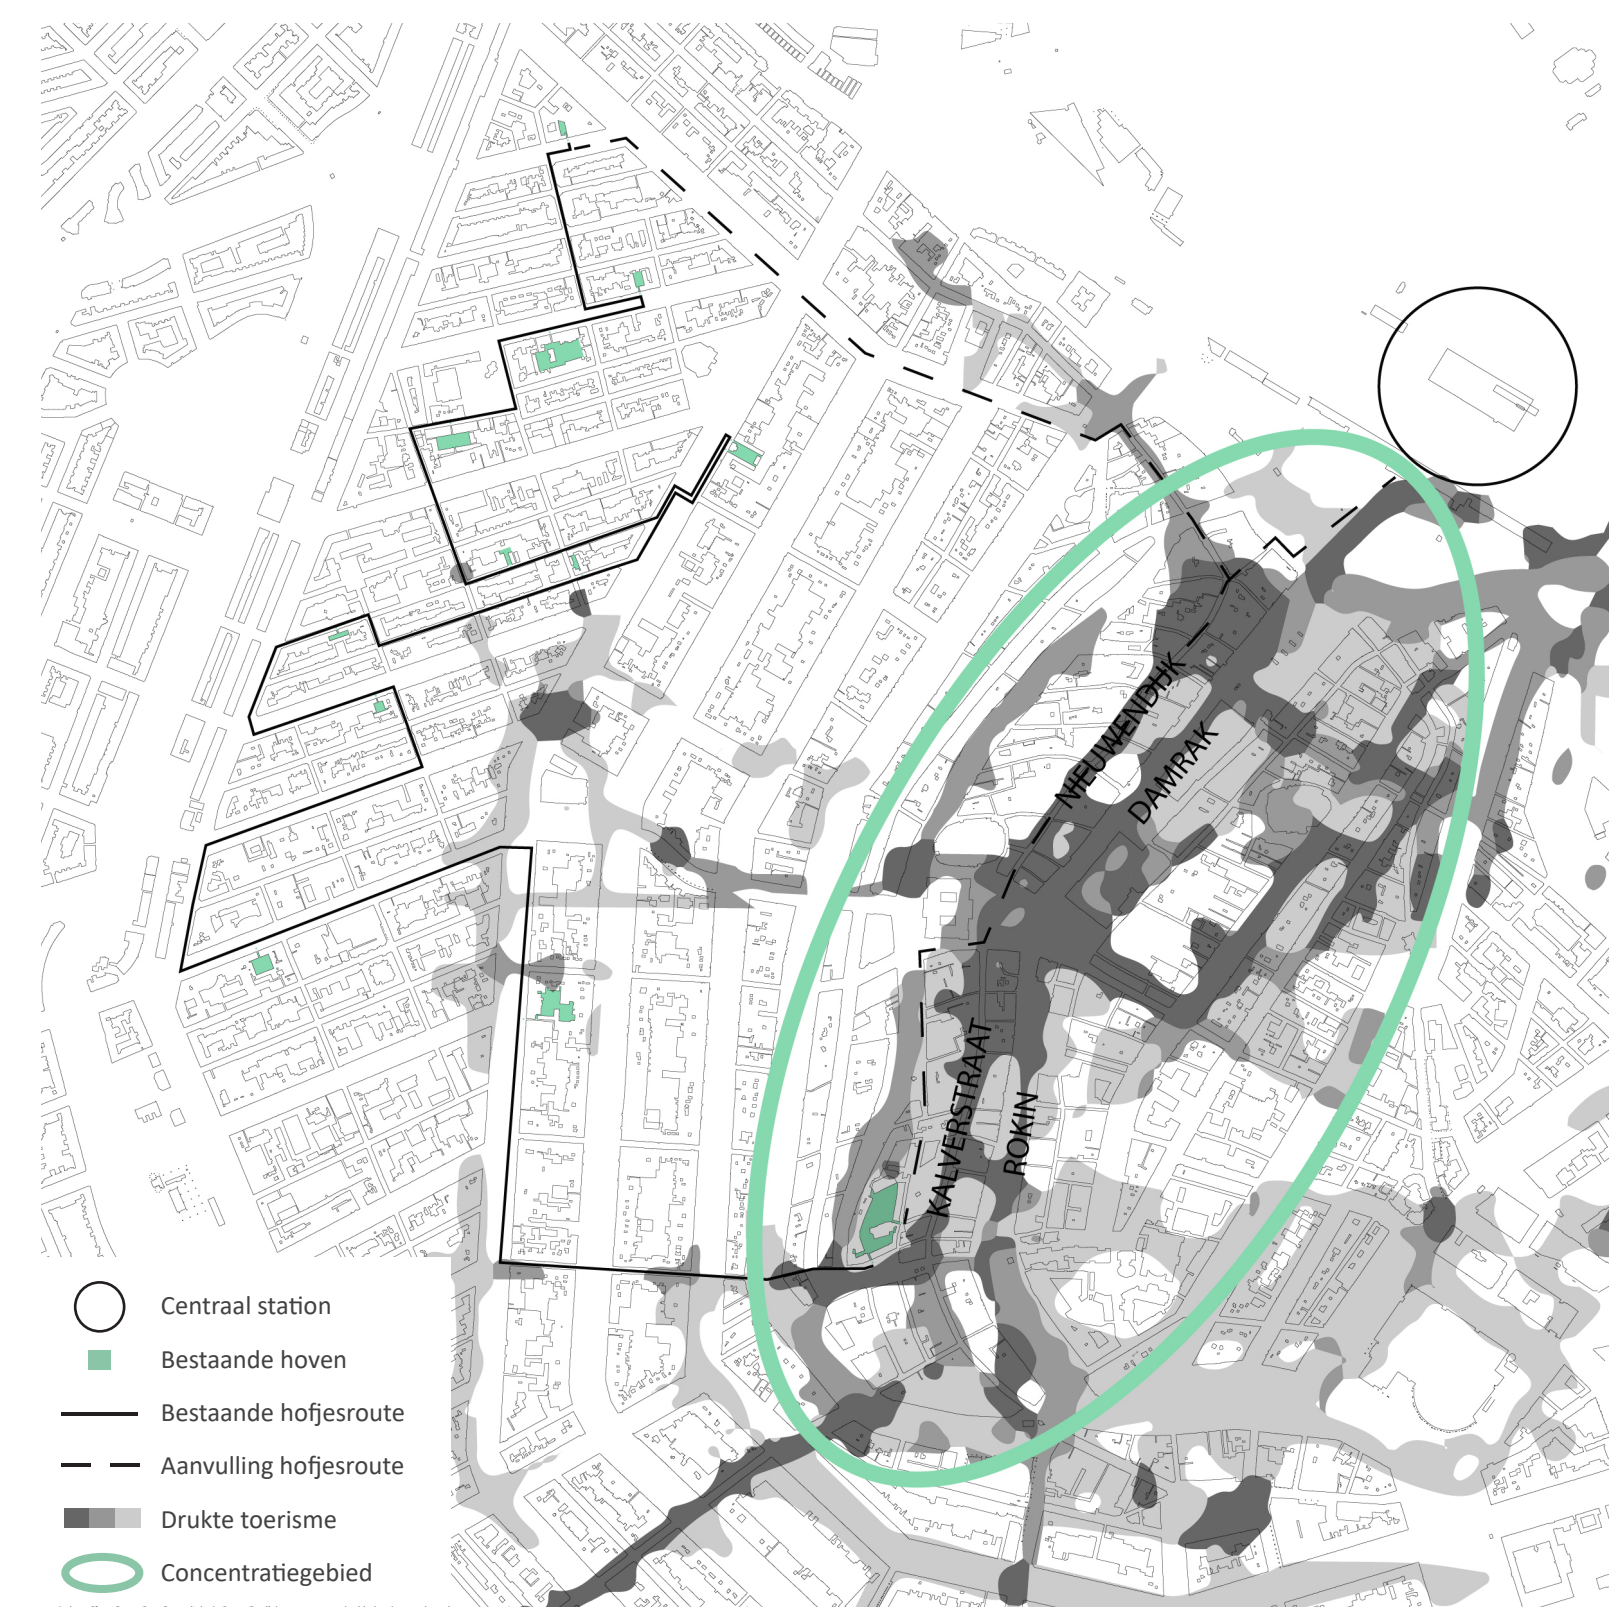 NIEUWENDIJK
DAMRAK
KALVERSTRAAT
ROKIN
Centraal station
Bestaande hoven
Bestaande hofjesroute
Aanvulling hofjesroute
Drukte toerisme
Concentratiegebied